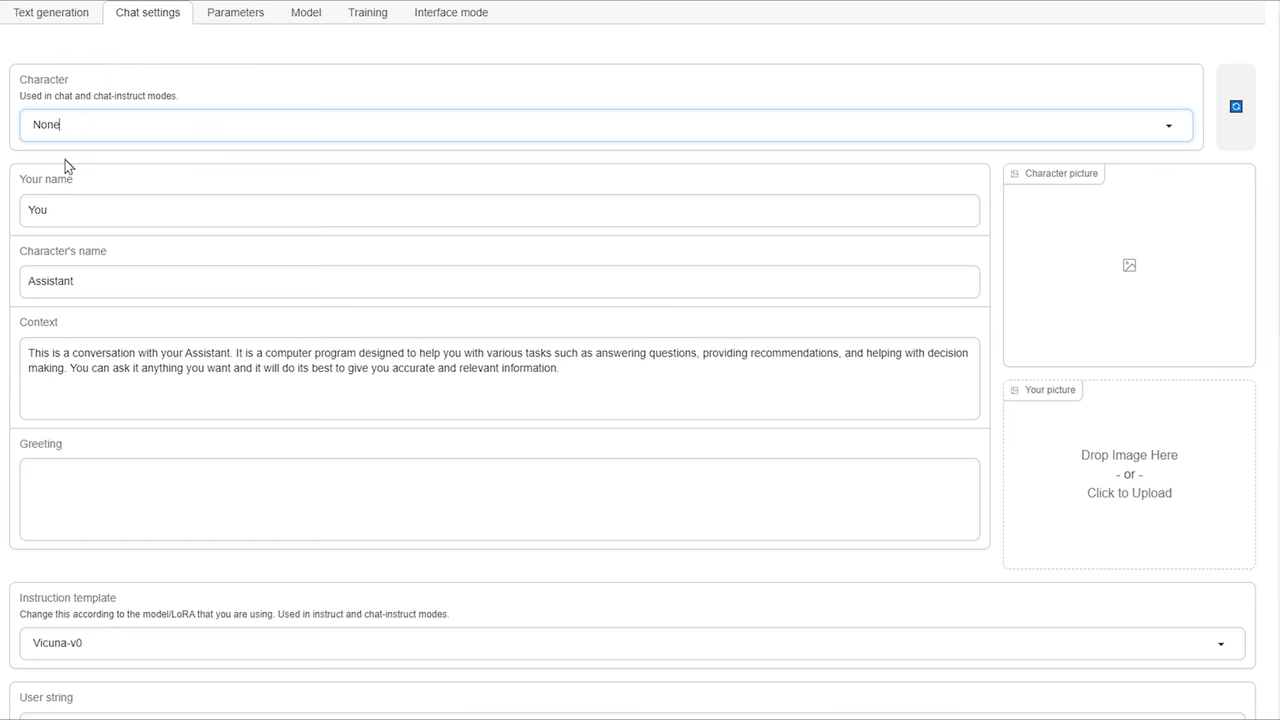 Text generation
Chat settings
Parameters
Model
Training
Interface mode
Character
Used in chat and chat-instruct modes.
None
Your name
You
Character's name
Assistant
Context
This is a conversation with your Assistant. It is a computer program designed to help you with various tasks such as answering questions, providing recommendations, and helping with decision
making. You can ask it anything you want and it will do its best to give you accurate and relevant information.
Greeting
Character picture
Your picture
Drop Image Here
- or -
Click to Upload
Instruction template
Change this according to the model/LoRA that you are using. Used in instruct and chat-instruct modes.
Vicuna-v0
User string